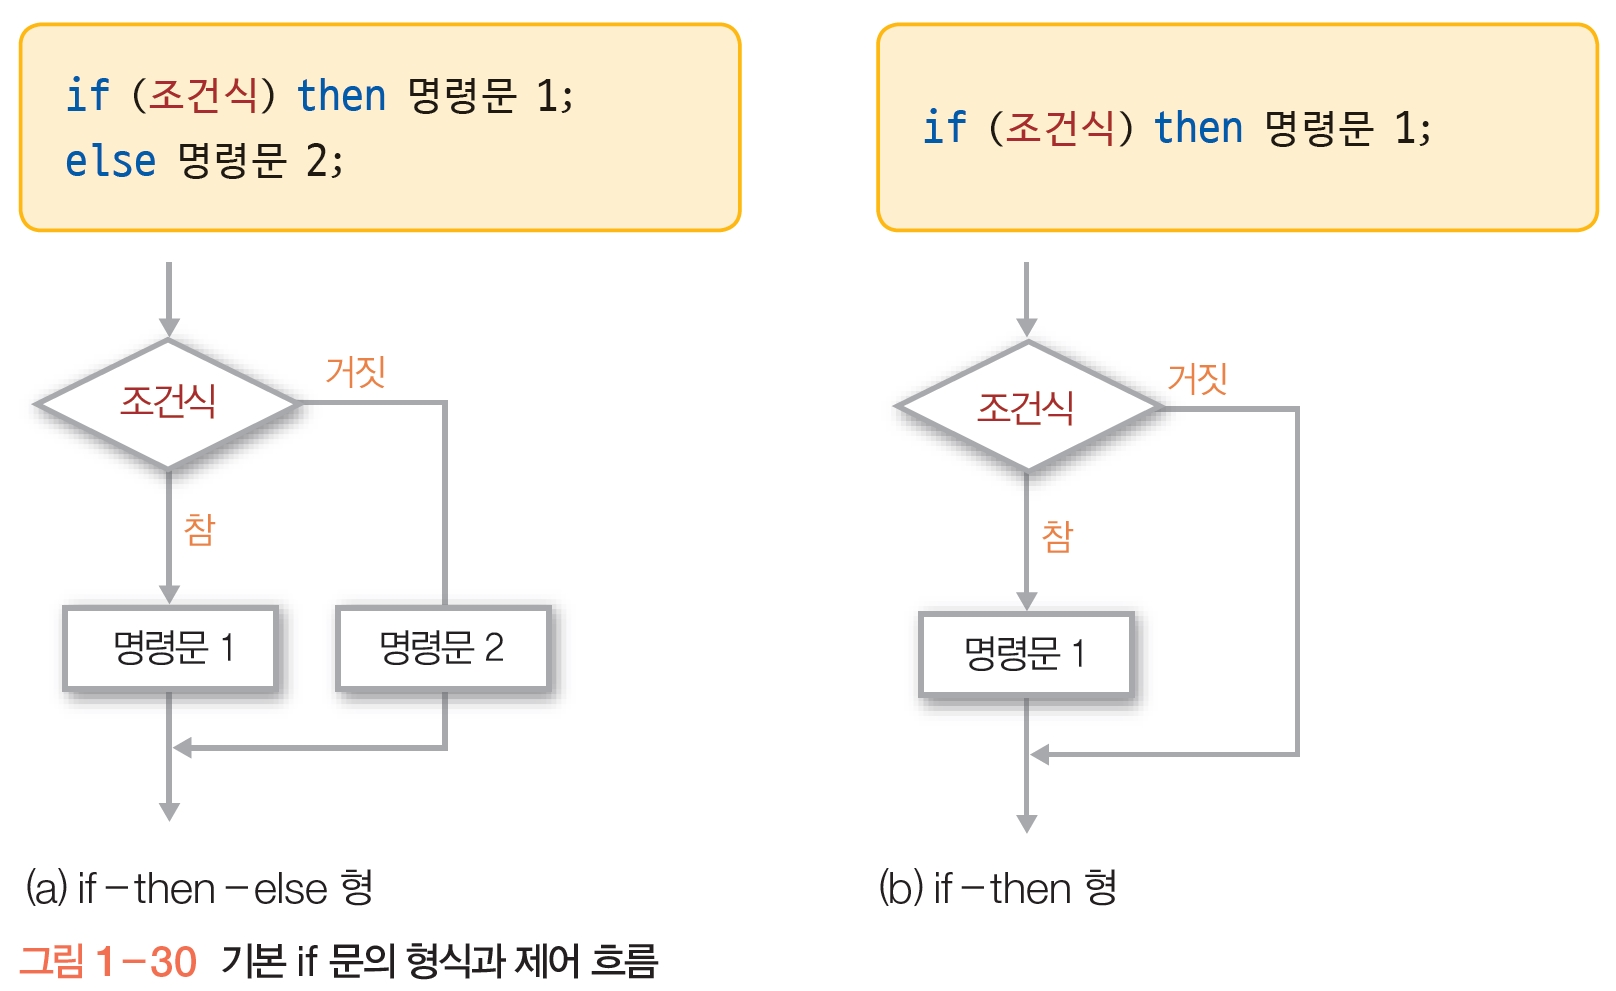 if (조건식) then 명령문 1;
else 명령문 2;
조건식
거짓
참
명령문 1
명령문 2
(a) if – then – else 형
if (조건식) then 명령문 1;
조건식
거짓
참
명령문 1
(b) if – then 형
그림 1 – 30 기본 if 문의 형식과 제어 흐름